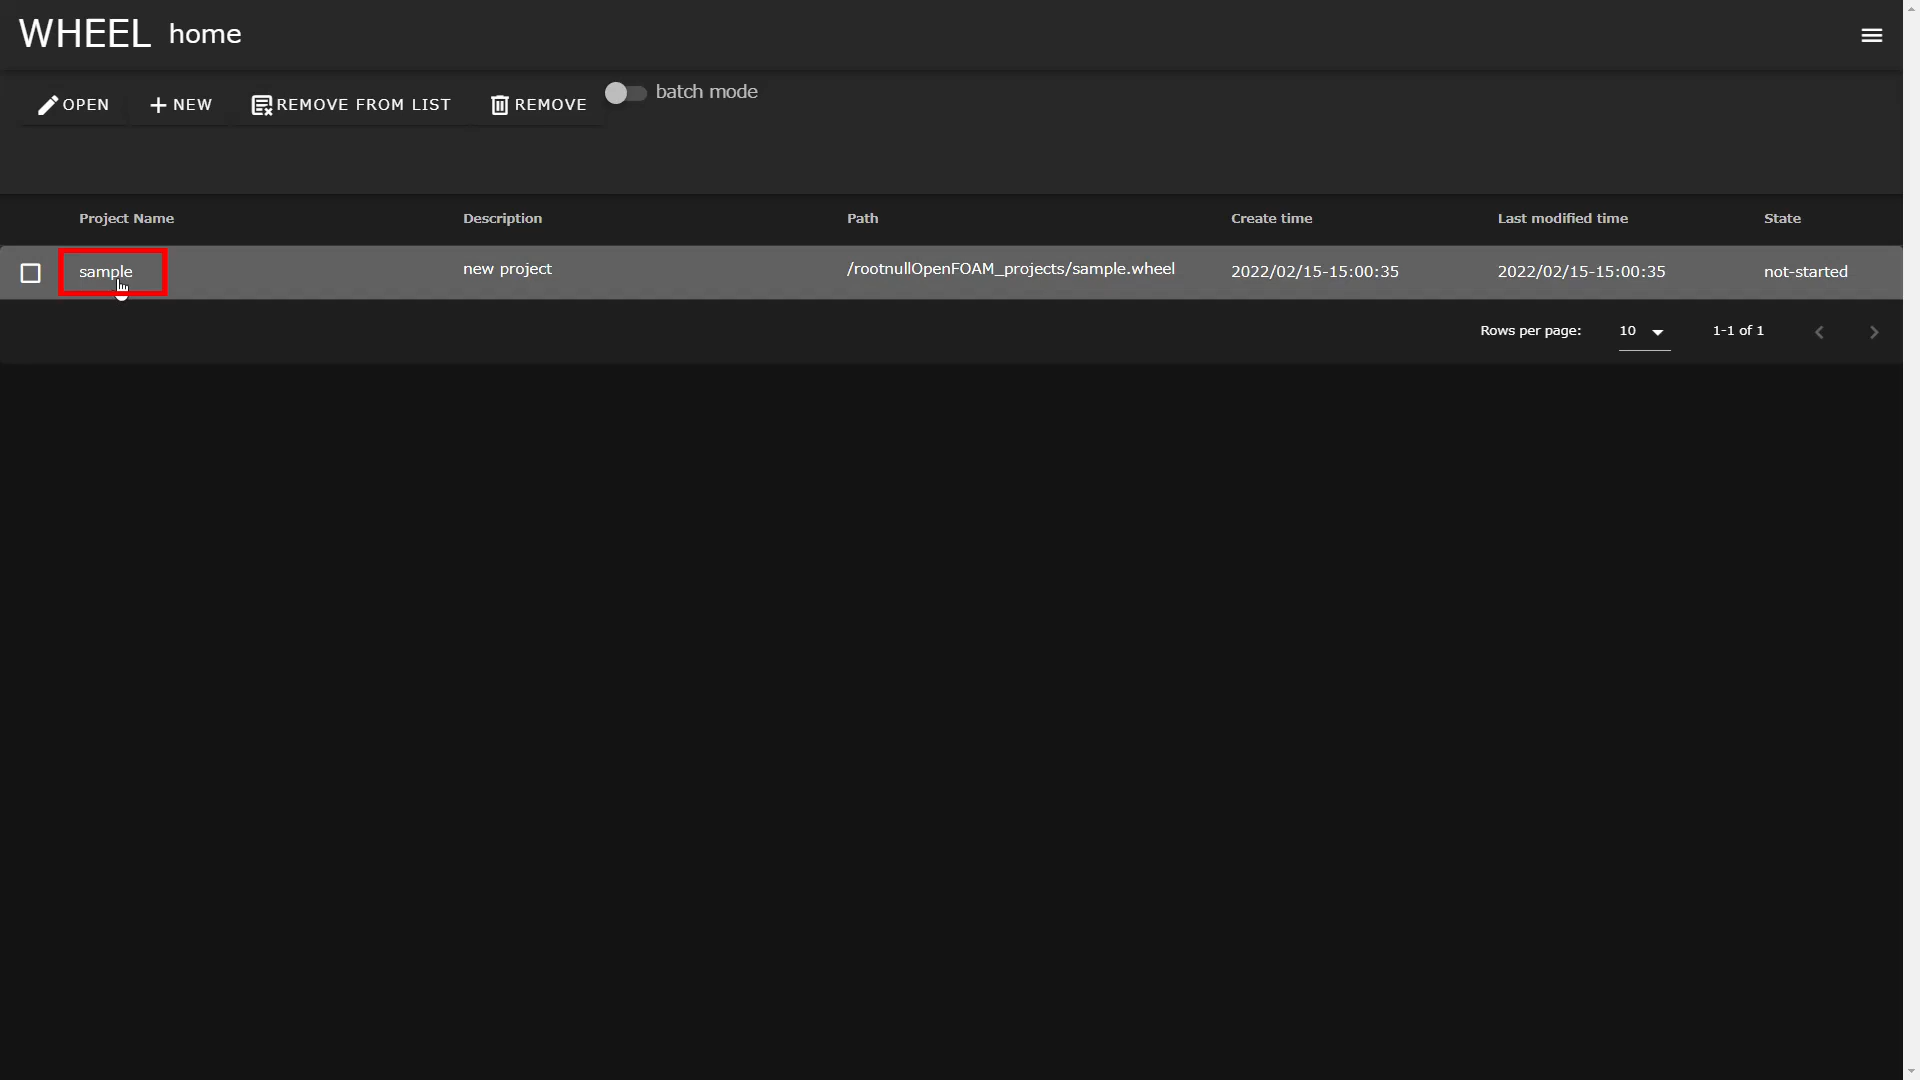 WHEEL home
OPEN NEW REMOVE FROM LIST REMOVE batch mode
Project Name Description Path Create time Last modified time State
sample new project /rootnullOpenFOAM_projects/sample.wheel 2022/02/15-15:00:35 2022/02/15-15:00:35 not-started
Rows per page: 10 1-1 of 1